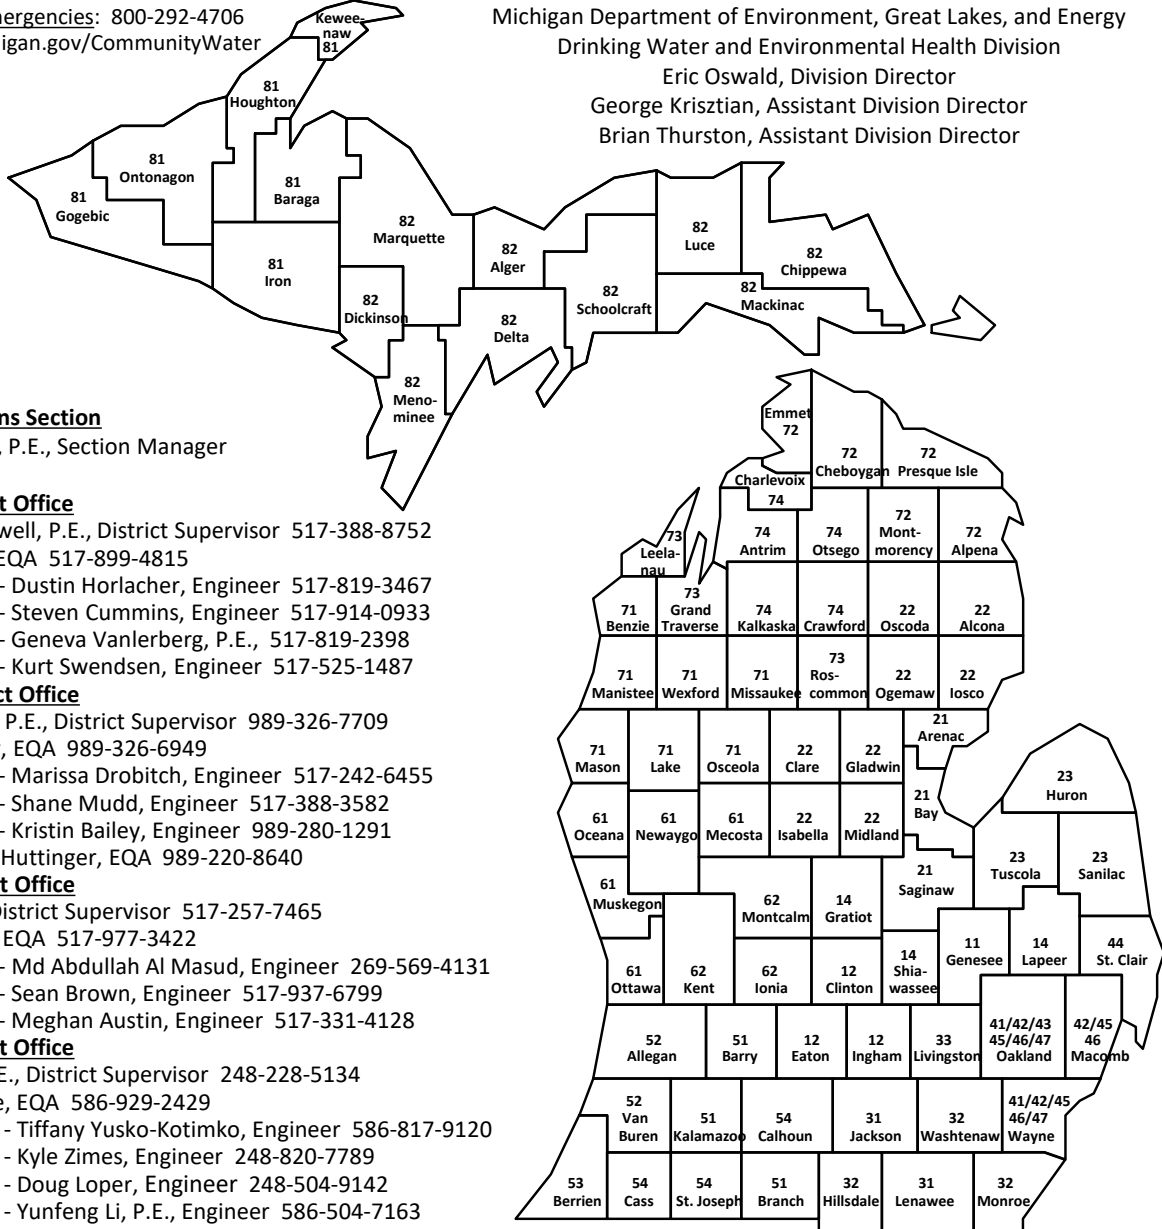 mergencies: 800-292-4706
higan.gov/CommunityWater
Michigan Department of Environment, Great Lakes, and Energy
Drinking Water and Environmental Health Division
Eric Oswald, Division Director
George Krisztian, Assistant Division Director
Brian Thurston, Assistant Division Director
Kewee-
naw
81
81
Houghton
81
Ontonagon
81
Gogebic
81
Baraga
81
Iron
82
Marquette
82
Alger
82
Luce
82
Chippewa
82
Mackinac
82
Schoolcraft
82
Dickinson
82
Delta
82
Meno-
minee
ns Section
, P.E., Section Manager
t Office
well, P.E., District Supervisor 517-388-8752
EQA 517-899-4815
– Dustin Horlacher, Engineer 517-819-3467
– Steven Cummins, Engineer 517-914-0933
– Geneva Vanlerberg, P.E., 517-819-2398
– Kurt Swendsen, Engineer 517-525-1487
ct Office
P.E., District Supervisor 989-326-7709
, EQA 989-326-6949
– Marissa Drobitch, Engineer 517-242-6455
– Shane Mudd, Engineer 517-388-3582
– Kristin Bailey, Engineer 989-280-1291
Huttinger, EQA 989-220-8640
t Office
District Supervisor 517-257-7465
EQA 517-977-3422
– Md Abdullah Al Masud, Engineer 269-569-4131
– Sean Brown, Engineer 517-937-6799
– Meghan Austin, Engineer 517-331-4128
t Office
E., District Supervisor 248-228-5134
e, EQA 586-929-2429
- Tiffany Yusko-Kotimko, Engineer 586-817-9120
- Kyle Zimes, Engineer 248-820-7789
- Doug Loper, Engineer 248-504-9142
- Yunfeng Li, P.E., Engineer 586-504-7163
Emmet
72
72
Cheboygan
72
Presque Isle
Charlevoix
74
73
Leela-
nau
74
Antrim
74
Otsego
72
Mont-
morency
72
Alpena
71
Benzie
73
Grand
Traverse
74
Kalkaska
74
Crawford
22
Oscoda
22
Alcona
71
Manistee
71
Wexford
71
Missaukee
73
Ros-
common
22
Ogemaw
22
Iosco
21
Arenac
71
Mason
71
Lake
71
Osceola
22
Clare
22
Gladwin
23
Huron
21
Bay
61
Oceana
61
Newaygo
61
Mecosta
22
Isabella
22
Midland
23
Tuscola
23
Sanilac
21
Saginaw
61
Muskegon
62
Montcalm
14
Gratiot
61
Ottawa
62
Kent
62
Ionia
12
Clinton
14
Shia-
wassee
11
Genesee
14
Lapeer
44
St. Clair
52
Allegan
51
Barry
12
Eaton
12
Ingham
33
Livingston
41/42/43
45/46/47
Oakland
42/45
46
Macomb
52
Van
Buren
51
Kalamazoo
54
Calhoun
31
Jackson
32
Washtenaw
41/42/45
46/47
Wayne
53
Berrien
54
Cass
54
St. Joseph
51
Branch
32
Hillsdale
31
Lenawee
32
Monroe